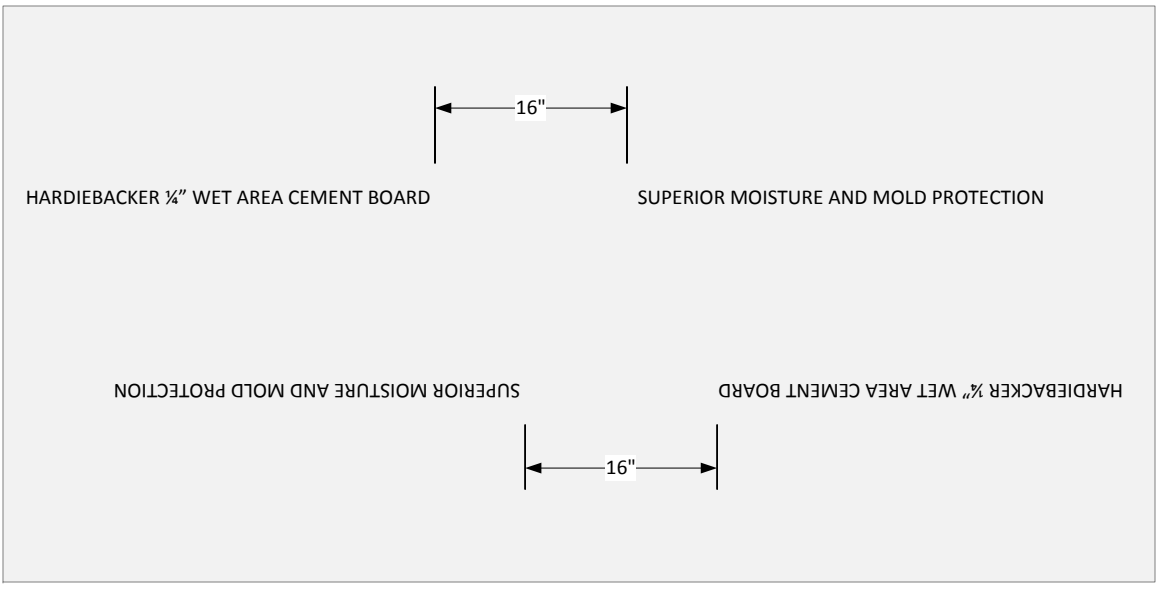 16"
HARDIEBACKER ¼” WET AREA CEMENT BOARD
SUPERIOR MOISTURE AND MOLD PROTECTION
SUPERIOR MOISTURE AND MOLD PROTECTION
HARDIEBACKER ¼” WET AREA CEMENT BOARD
16"